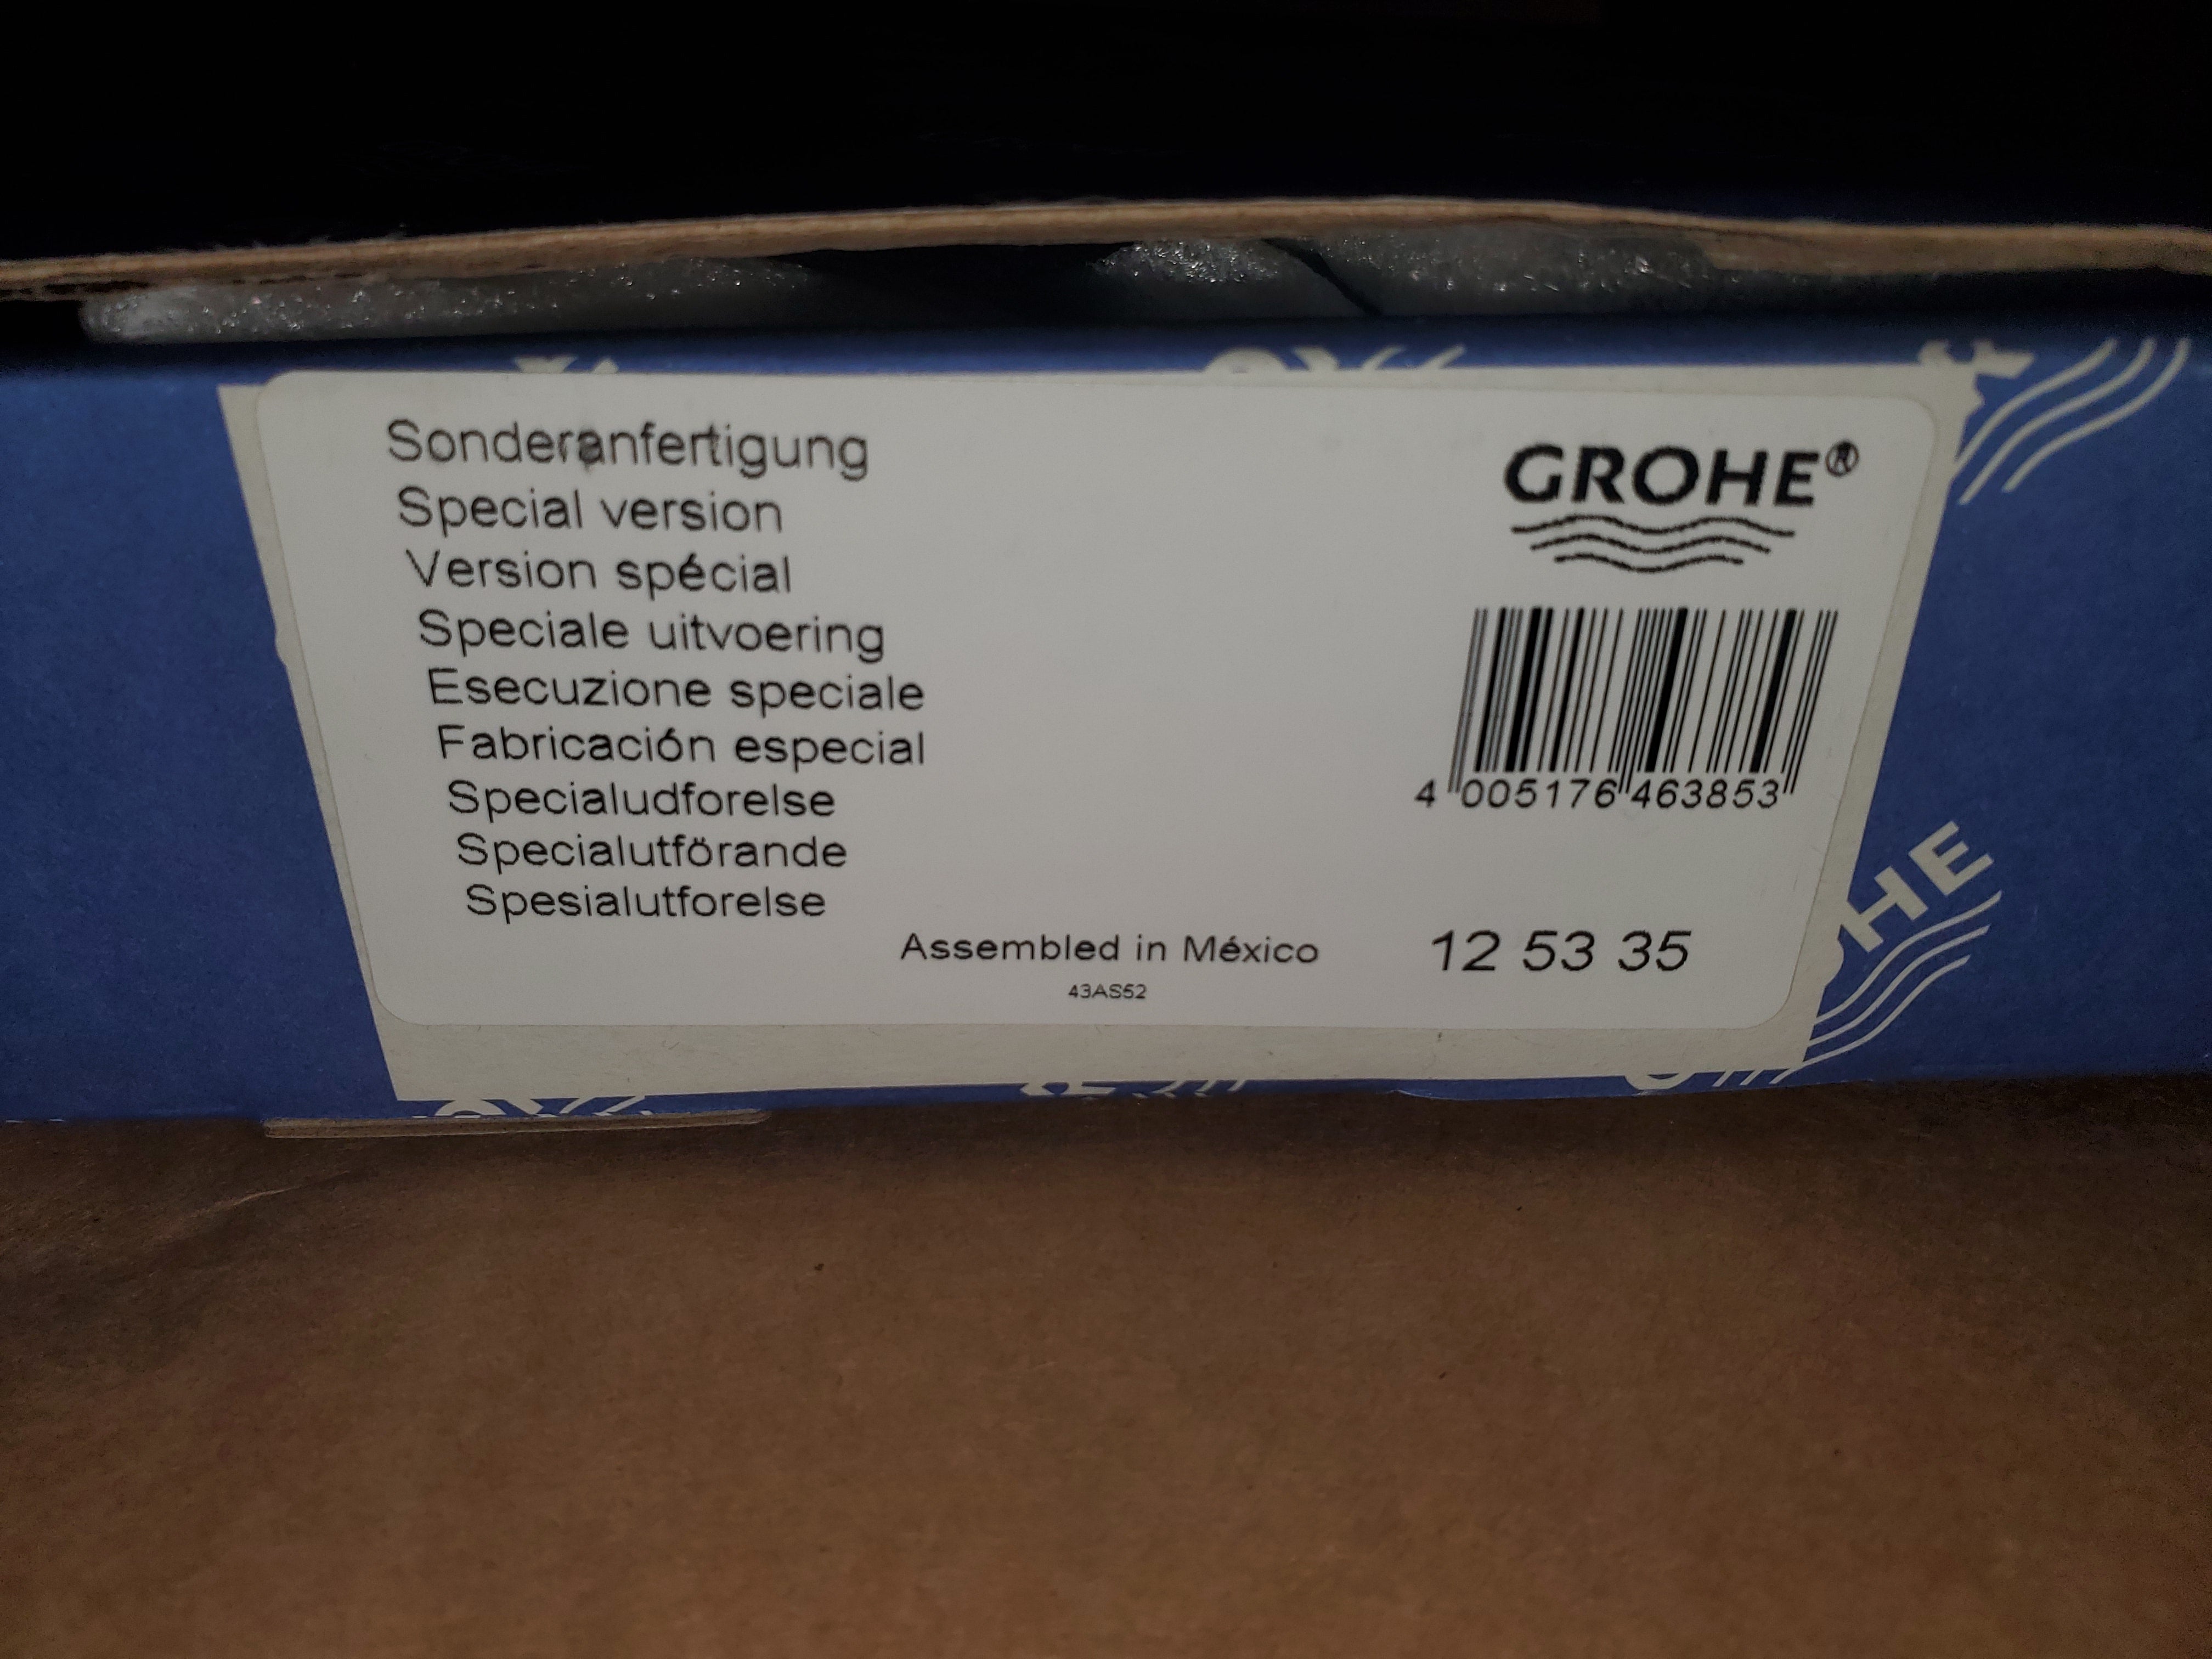 Sonderanfertigung
Special version
Version spécial
Speciale uitvoering
Esecuzione speciale
Fabricación especial
Specialudforelse
Specialutförande
Spesialutforelse
GROHE®
4 005176 463853
Assembled in México
12 53 35
43AS52
HE